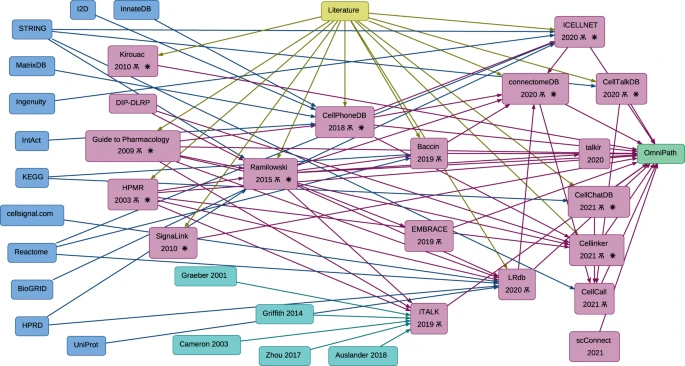 I2D
InnateDB
Literature
STRING
ICELLNET
2020 ⁂ ✷
Kirouac
2010 ⁂ ✷
MatrixDB
connectomeDB
2020 ⁂ ✷
CellTalkDB
2020 ⁂ ✷
Ingenuity
DIP-DLRP
CellPhoneDB
2018 ⁂ ✷
IntAct
Guide to Pharmacology
2009 ⁂ ✷
Baccin
2019 ⁂
talklr
2020
OmniPath
KEGG
Ramilowski
2015 ⁂ ✷
HPMR
2003 ⁂ ✷
CellChatDB
2021 ⁂ ✷
cellsignal.com
SignaLink
2010 ✷
EMBRACE
2019 ⁂
Cellinker
2021 ⁂ ✷
Reactome
Graeber 2001
LRdb
2020 ⁂
BioGRID
CellCall
2021 ⁂
Griffith 2014
iTALK
2019 ⁂
HPRD
UniProt
Cameron 2003
scConnect
2021
Zhou 2017
Auslander 2018